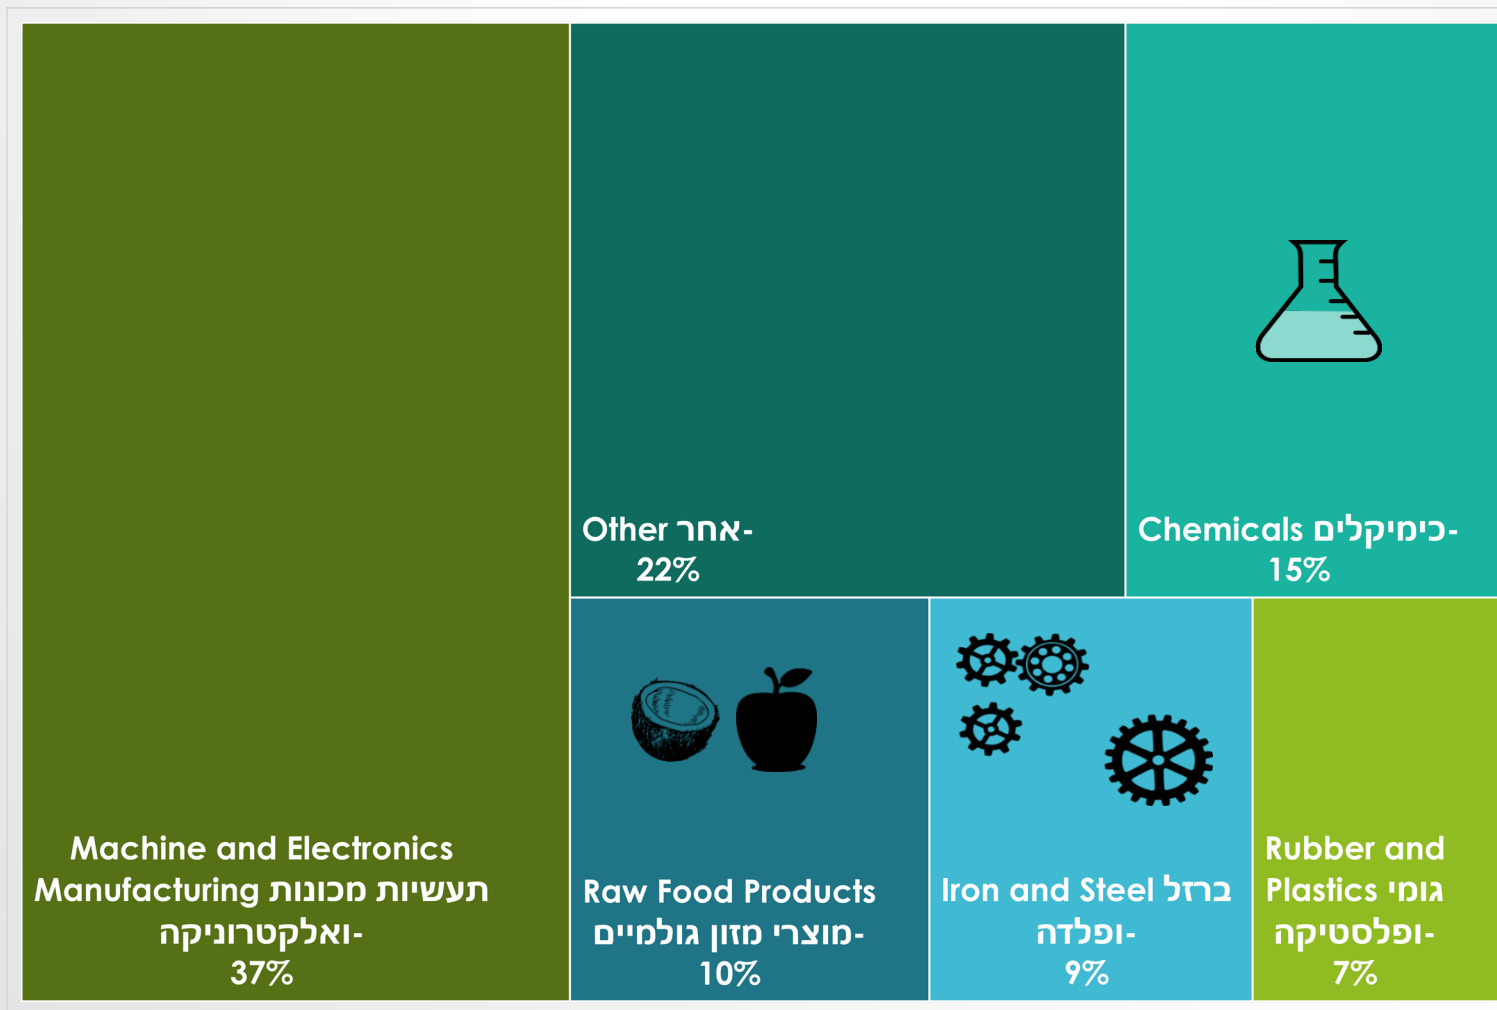 Other אחר-
22%
Chemicals כימיקלים-
15%
Machine and Electronics
Manufacturing תעשיות מכונות
ואלקטרוניקה-
37%
Raw Food Products
מוצרי מזון גולמיים-
10%
Iron and Steel ברזל
ופלדה-
9%
Rubber and
Plastics גומי
ופלסטיקה-
7%